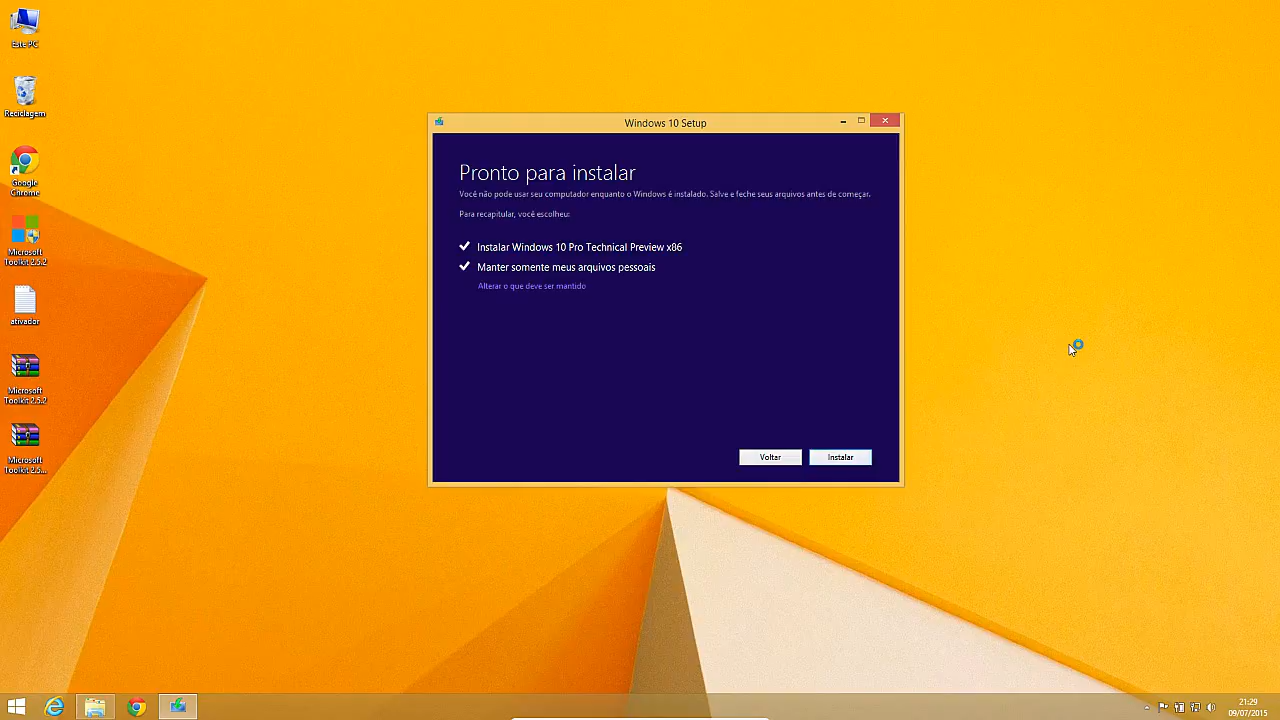 Este PC
Reciclagem
Google
Chrome
Microsoft
Toolkit 2.5.2
ativador
Microsoft
Toolkit 2.5.2
Microsoft
Toolkit 2.5...
Windows 10 Setup
Pronto para instalar
Você não pode usar seu computador enquanto o Windows é instalado. Salve e feche seus arquivos antes de começar.
Para recapitular, você escolheu:
Instalar Windows 10 Pro Technical Preview x86
Manter somente meus arquivos pessoais
Alterar o que deve ser mantido
Voltar
Instalar
21:29
09/07/2015